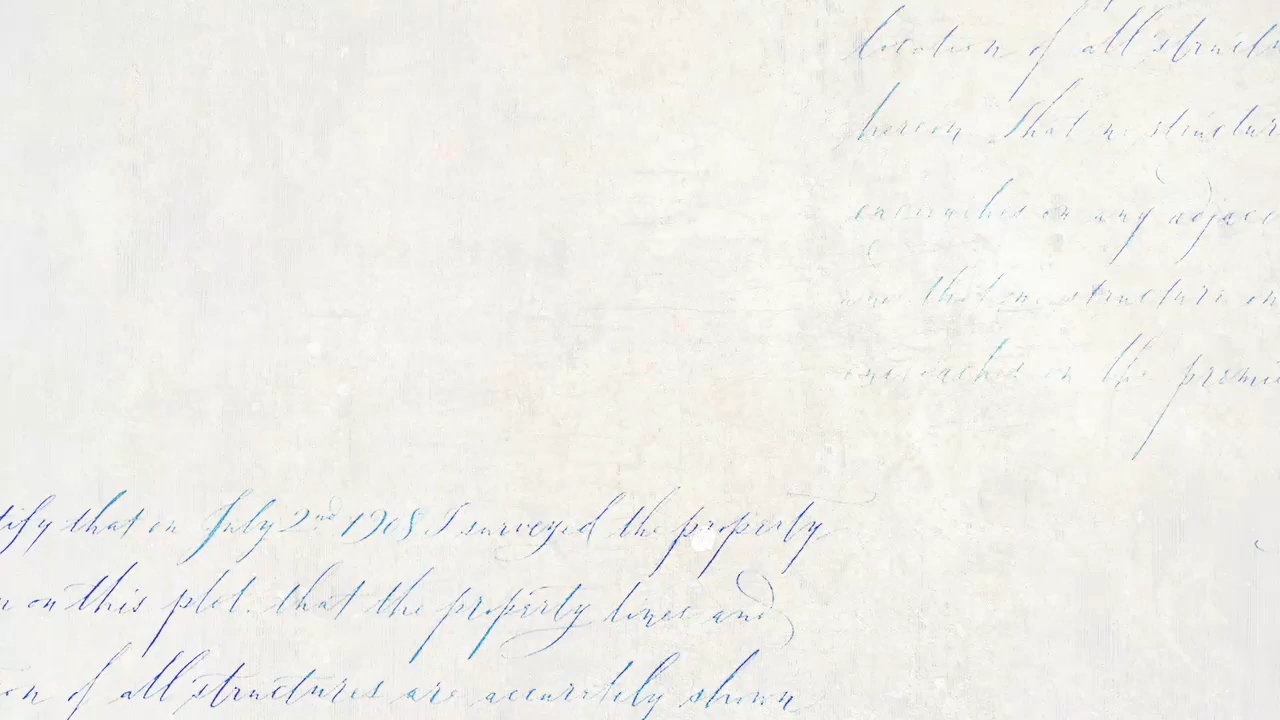 location of all structu
hereon that no structur
encroaches on any adjace
and that no structure on
encroaches on the premi
tify that on July 2nd 1908 I surveyed the property
n on this plot. that the property lines and
on of all structures are accurately shown